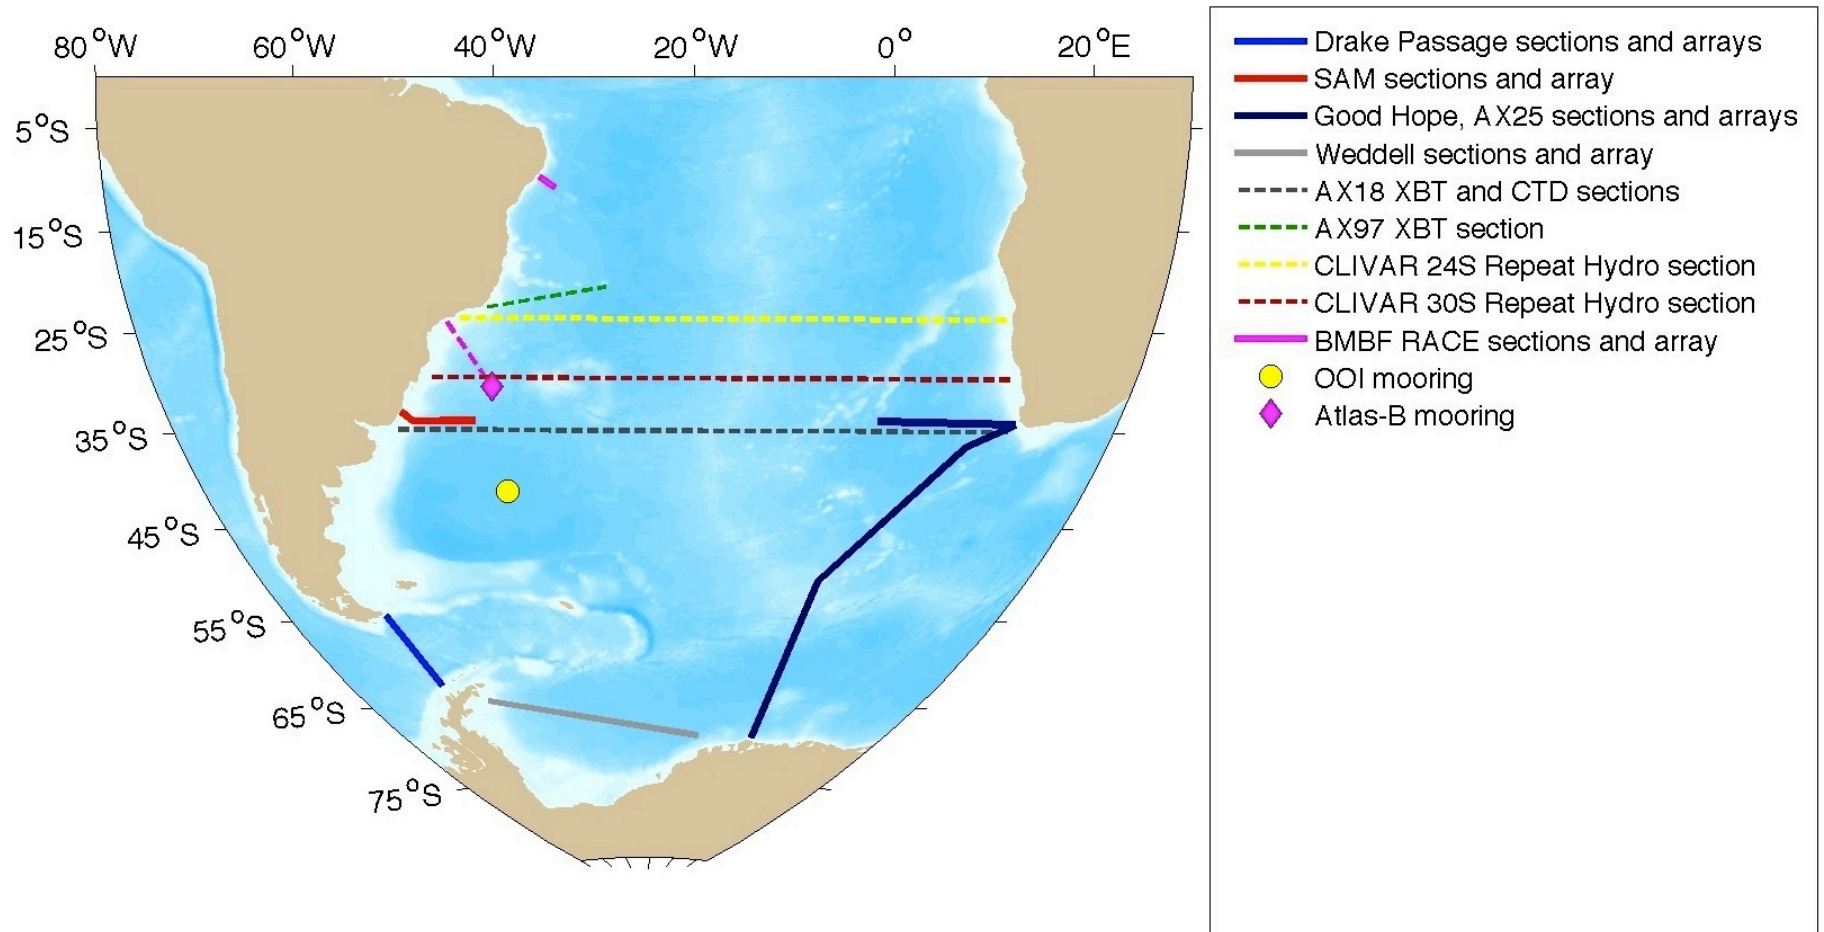 80°W 60°W 40°W 20°W 0° 20°E
5°S
15°S
25°S
35°S
45°S
55°S
65°S
75°S
Drake Passage sections and arrays
SAM sections and array
Good Hope, AX25 sections and arrays
Weddell sections and array
AX18 XBT and CTD sections
AX97 XBT section
CLIVAR 24S Repeat Hydro section
CLIVAR 30S Repeat Hydro section
BMBF RACE sections and array
OOI mooring
Atlas-B mooring